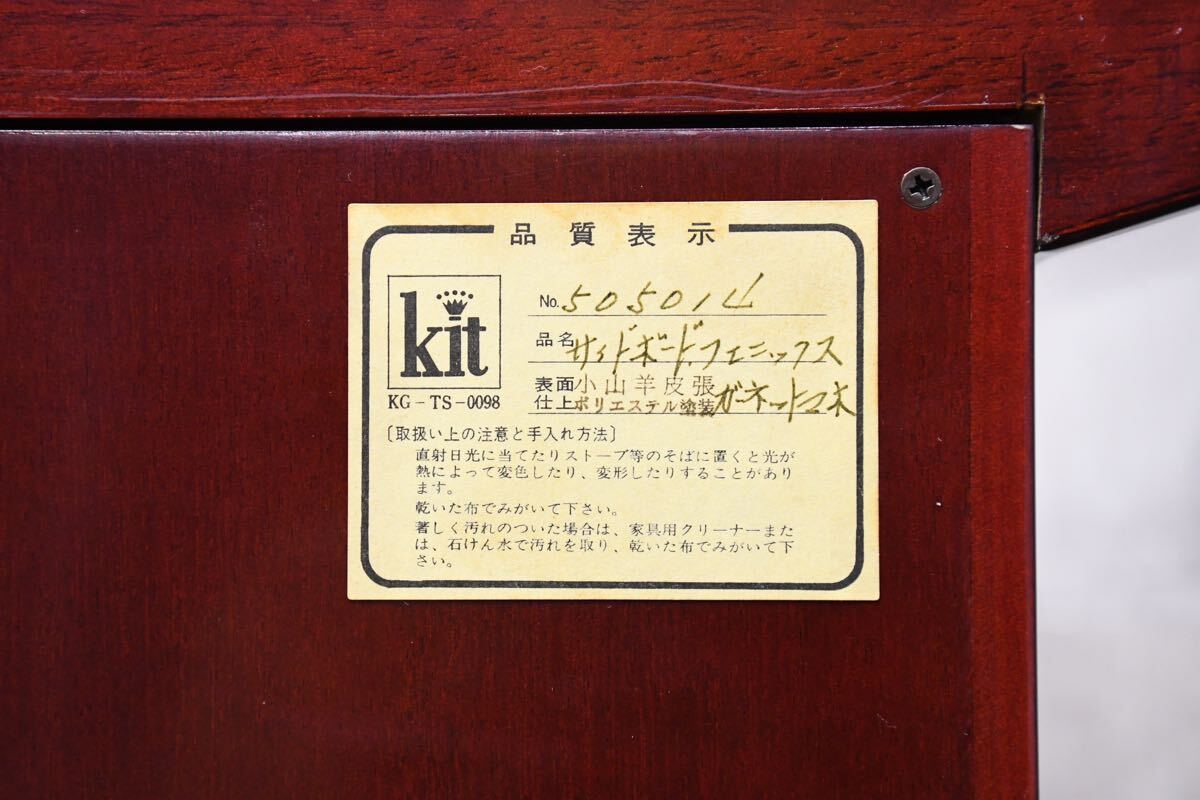 品質表示
kit
KG-TS-0098
No. 505014
品名 サイドボード.フェニックス
表面仕上 小山羊皮張
ポリエステル塗装 ガーネットマネ
〔取扱い上の注意と手入れ方法〕
直射日光に当てたりストーブ等のそばに置くと光が
熱によって変色したり、変形したりすることがあり
ます。
乾いた布でみがいて下さい。
著しく汚れのついた場合は、家具用クリーナーまた
は、石けん水で汚れを取り、乾いた布でみがいて下
さい。